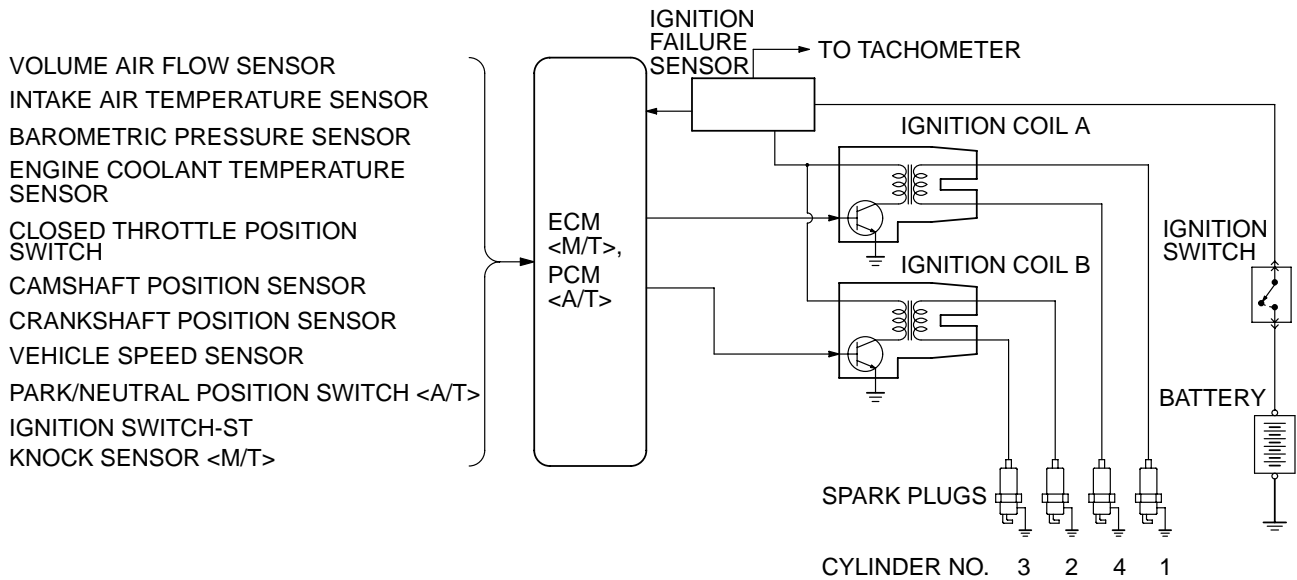 IGNITION
FAILURE
SENSOR
TO TACHOMETER
VOLUME AIR FLOW SENSOR
INTAKE AIR TEMPERATURE SENSOR
BAROMETRIC PRESSURE SENSOR
ENGINE COOLANT TEMPERATURE
SENSOR
CLOSED THROTTLE POSITION
SWITCH
CAMSHAFT POSITION SENSOR
CRANKSHAFT POSITION SENSOR
VEHICLE SPEED SENSOR
PARK/NEUTRAL POSITION SWITCH <A/T>
IGNITION SWITCH-ST
KNOCK SENSOR <M/T>
ECM
<M/T>,
PCM
<A/T>
IGNITION COIL A
IGNITION COIL B
IGNITION
SWITCH
BATTERY
SPARK PLUGS
CYLINDER NO. 3 2 4 1